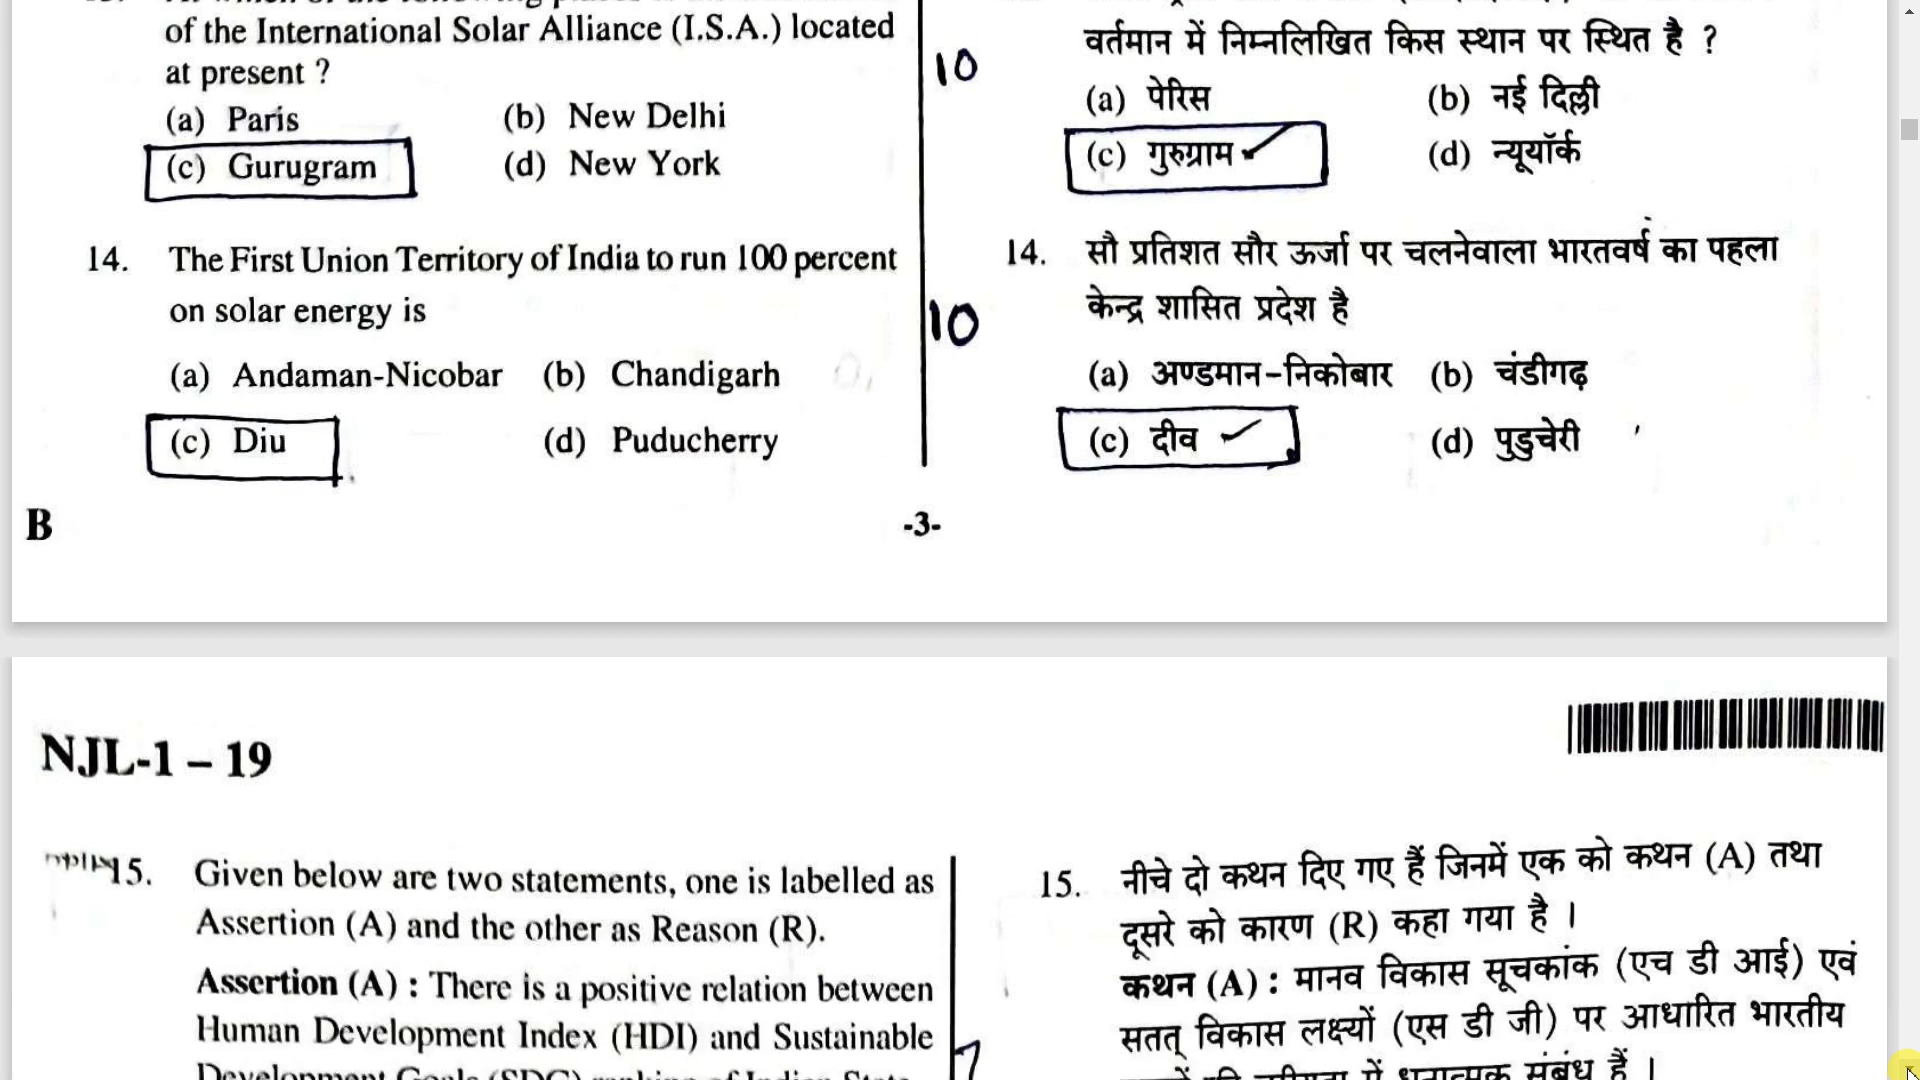 of the International Solar Alliance (I.S.A.) located
at present ?
(a) Paris (b) New Delhi
(c) Gurugram (d) New York
10
14. The First Union Territory of India to run 100 percent
on solar energy is
(a) Andaman-Nicobar (b) Chandigarh
(c) Diu (d) Puducherry
10
वर्तमान में निम्नलिखित किस स्थान पर स्थित है ?
(a) पेरिस (b) नई दिल्ली
(c) गुरुग्राम (d) न्यूयॉर्क
14. सौ प्रतिशत सौर ऊर्जा पर चलनेवाला भारतवर्ष का पहला
केन्द्र शासित प्रदेश है
(a) अण्डमान-निकोबार (b) चंडीगढ़
(c) दीव (d) पुडुचेरी
B -3-
NJL-1 – 19
15. Given below are two statements, one is labelled as
Assertion (A) and the other as Reason (R).
Assertion (A) : There is a positive relation between
Human Development Index (HDI) and Sustainable
7
15. नीचे दो कथन दिए गए हैं जिनमें एक को कथन (A) तथा
दूसरे को कारण (R) कहा गया है ।
कथन (A) : मानव विकास सूचकांक (एच डी आई) एवं
सतत् विकास लक्ष्यों (एस डी जी) पर आधारित भारतीय